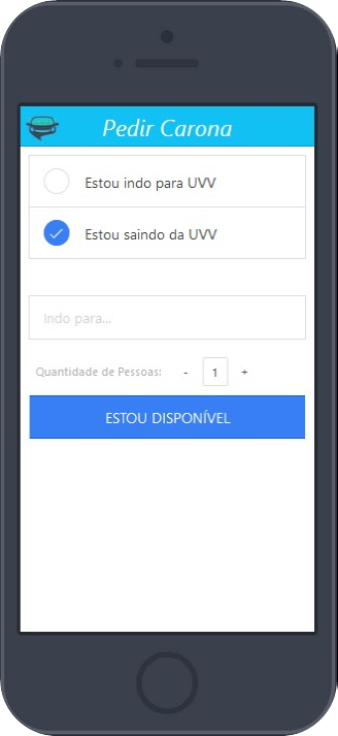 Pedir Carona
Estou indo para UVV
Estou saindo da UVV
Indo para...
Quantidade de Pessoas: - 1 +
ESTOU DISPONÍVEL